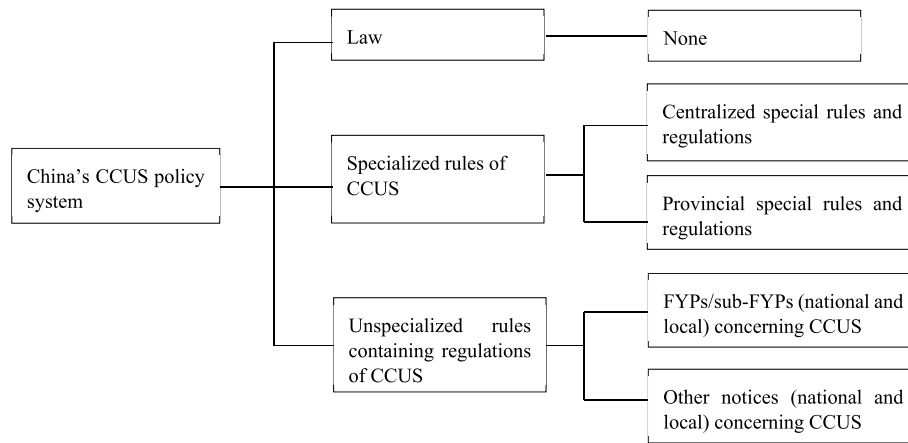 China's CCUS policy
system
Law
None
Specialized rules of
CCUS
Centralized special rules and
regulations
Provincial special rules and
regulations
Unspecialized rules
containing regulations
of CCUS
FYPs/sub-FYPs (national and
local) concerning CCUS
Other notices (national and
local) concerning CCUS